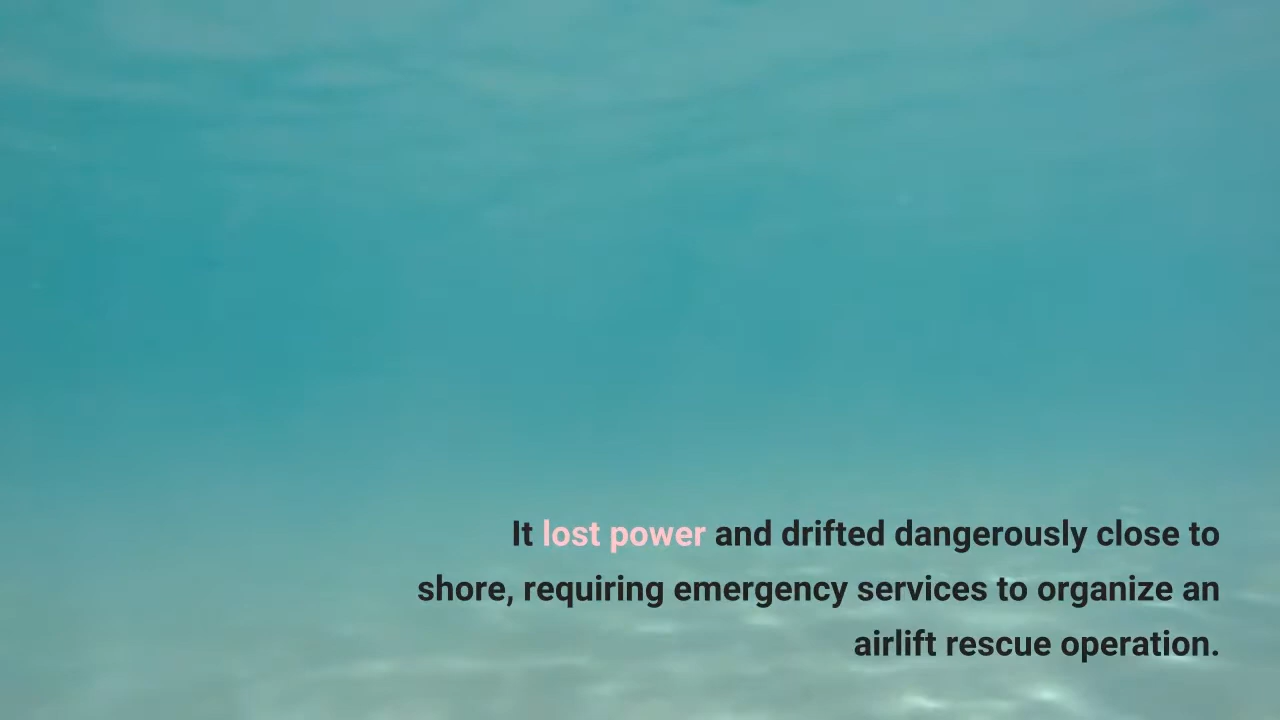 It lost power and drifted dangerously close to
shore, requiring emergency services to organize an
airlift rescue operation.